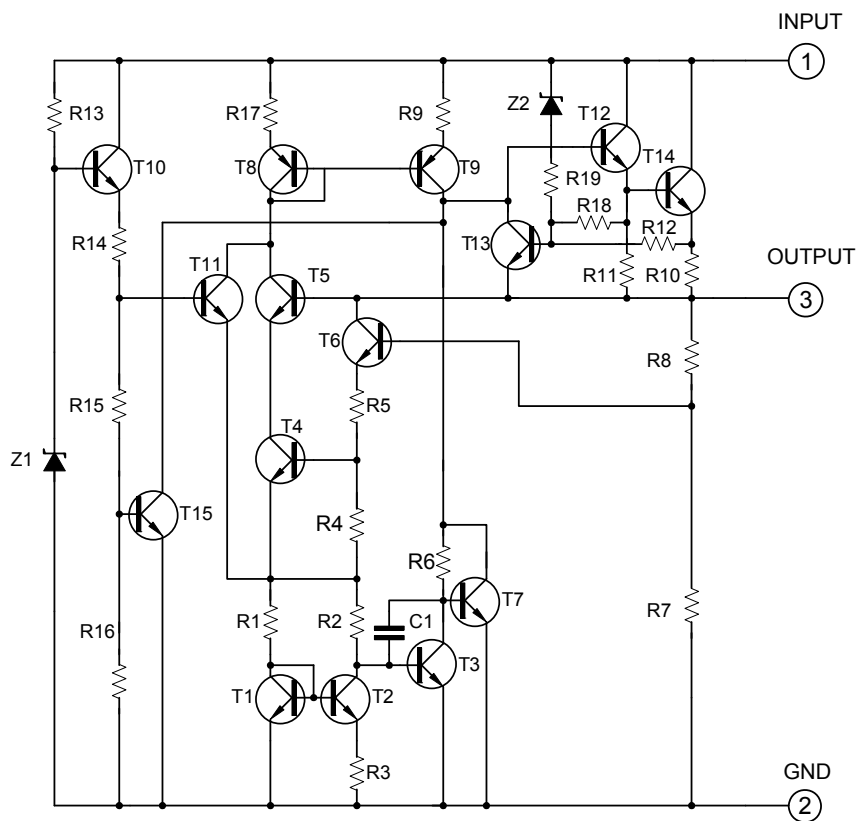 INPUT
1
R13
R17
R9
Z2
T12
T10
T8
T9
T14
R19
R18
R12
R14
T13
T11
T5
R11
R10
OUTPUT
3
T6
R8
R15
R5
T4
Z1
T15
R4
R6
T7
R1
R2
C1
R7
R16
T3
T1
T2
R3
GND
2